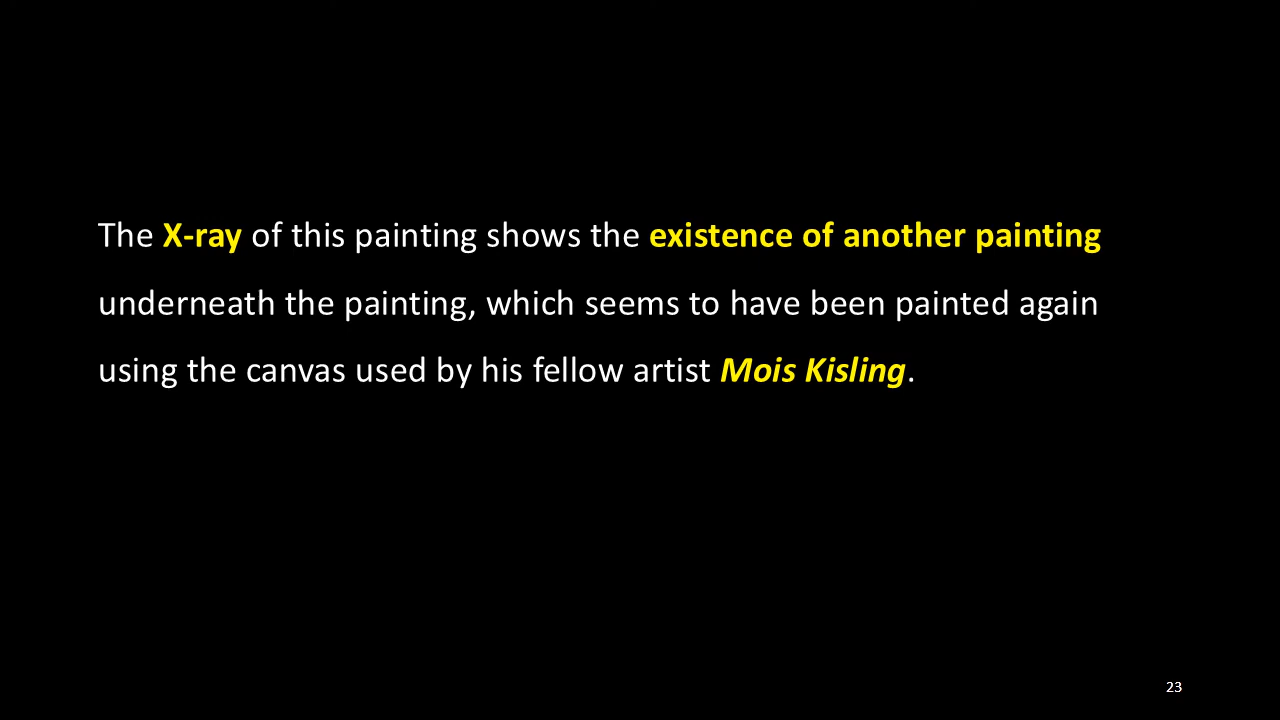 The X-ray of this painting shows the existence of another painting
underneath the painting, which seems to have been painted again
using the canvas used by his fellow artist Mois Kisling.
23